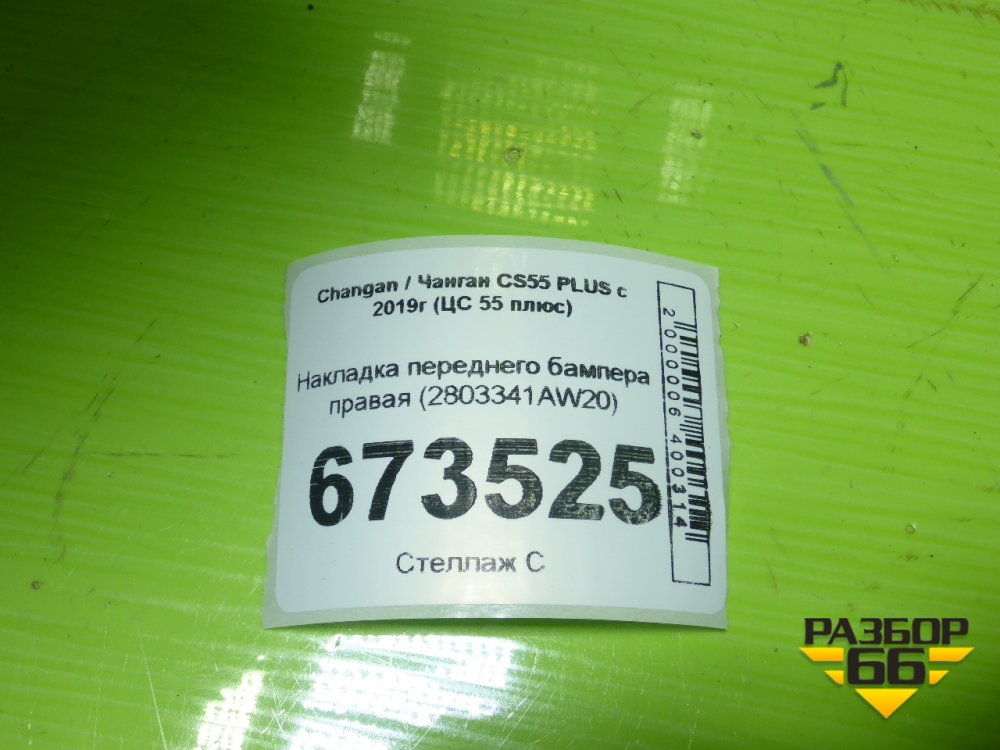 Changan / Чанган CS55 PLUS с
2019г (ЦС 55 плюс)
Накладка переднего бампера
правая (2803341AW20)
673525
Стеллаж С
2000006400314
РАЗБОР
66